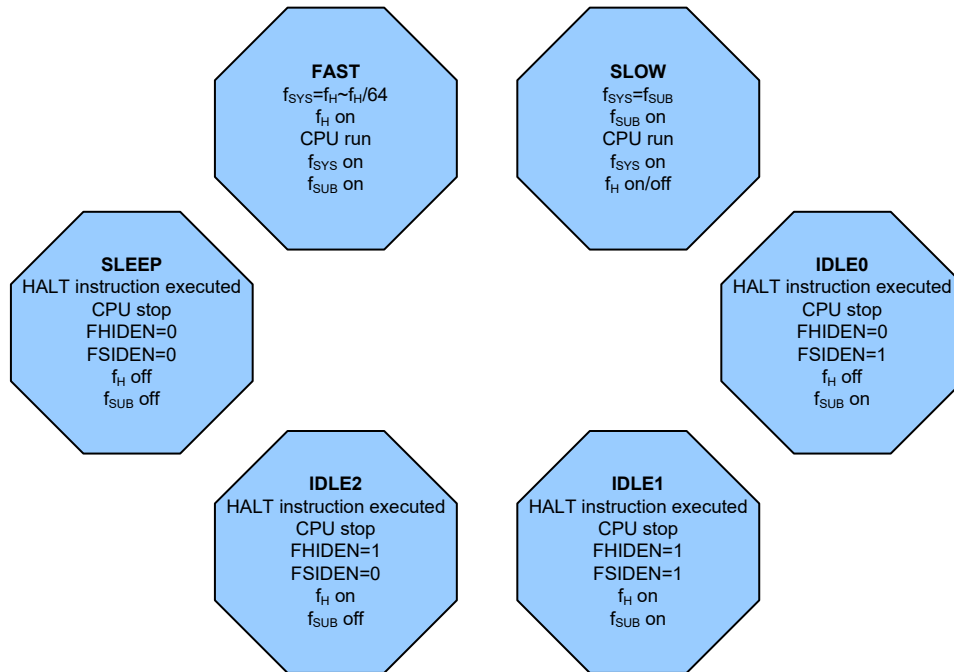 FAST
fSYS=fH~fH/64
fH on
CPU run
fSYS on
fSUB on
SLOW
fSYS=fSUB
fSUB on
CPU run
fSYS on
fH on/off
SLEEP
HALT instruction executed
CPU stop
FHIDEN=0
FSIDEN=0
fH off
fSUB off
IDLE0
HALT instruction executed
CPU stop
FHIDEN=0
FSIDEN=1
fH off
fSUB on
IDLE2
HALT instruction executed
CPU stop
FHIDEN=1
FSIDEN=0
fH on
fSUB off
IDLE1
HALT instruction executed
CPU stop
FHIDEN=1
FSIDEN=1
fH on
fSUB on